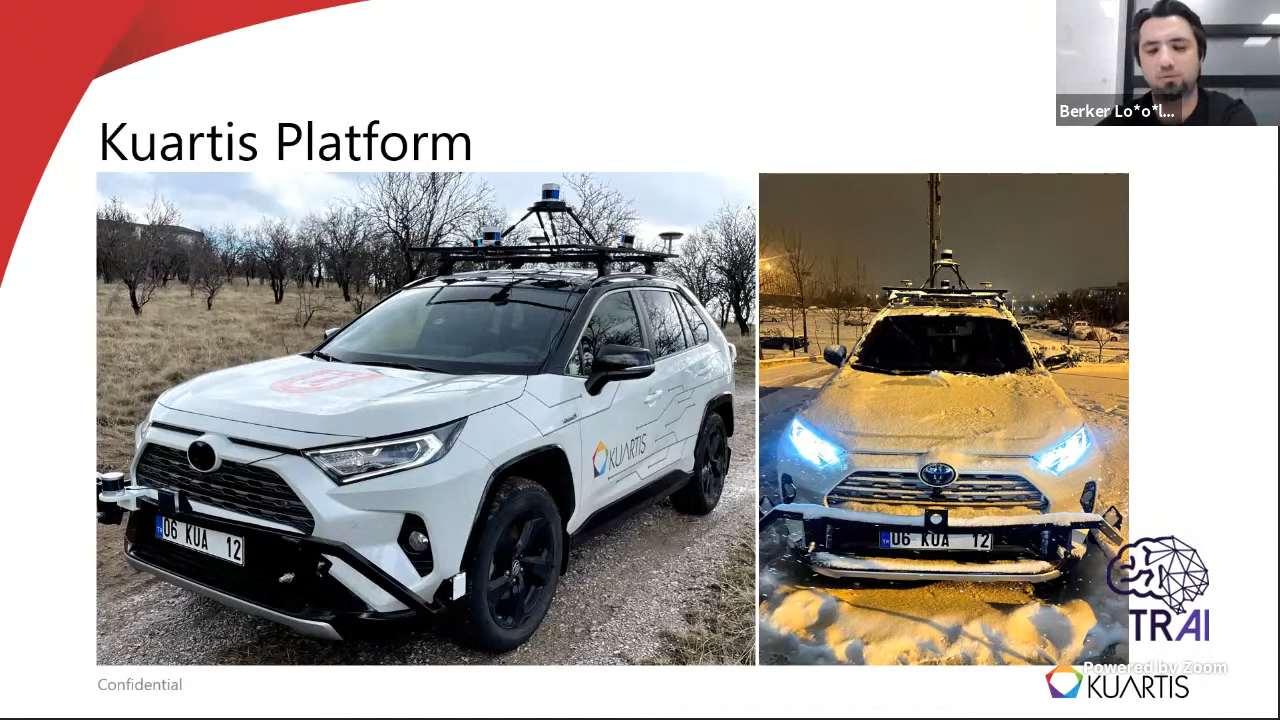 Berker Lo*o*l...
Kuartis Platform
KUARTIS
06 KUA 12
06 KUA 12
TRAI
Powered by Zoom
Confidential
KUARTIS